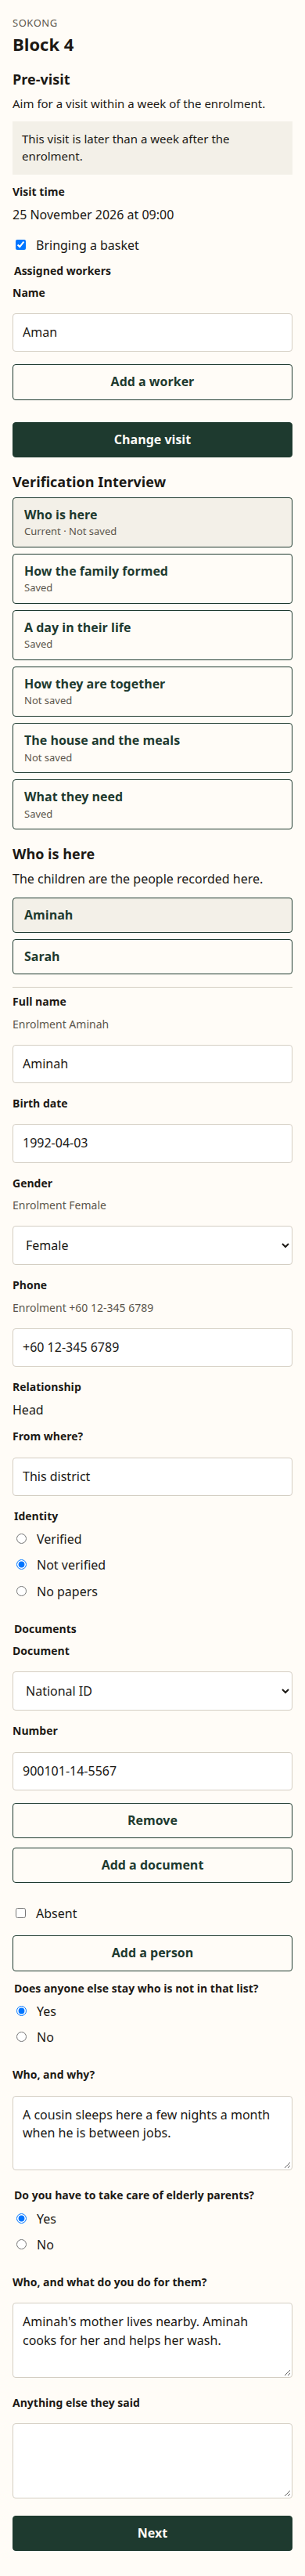 SOKONG
Block 4
Pre-visit
Aim for a visit within a week of the enrolment.
This visit is later than a week after the
enrolment.
Visit time
25 November 2026 at 09:00
Bringing a basket
Assigned workers
Name
Aman
Add a worker
Change visit
Verification Interview
Who is here
Current · Not saved
How the family formed
Saved
A day in their life
Saved
How they are together
Not saved
The house and the meals
Not saved
What they need
Saved
Who is here
The children are the people recorded here.
Aminah
Sarah
Full name
Enrolment Aminah
Aminah
Birth date
1992-04-03
Gender
Enrolment Female
Female
Phone
Enrolment +60 12-345 6789
+60 12-345 6789
Relationship
Head
From where?
This district
Identity
Verified
Not verified
No papers
Documents
Document
National ID
Number
900101-14-5567
Remove
Add a document
Absent
Add a person
Does anyone else stay who is not in that list?
Yes
No
Who, and why?
A cousin sleeps here a few nights a month
when he is between jobs.
Do you have to take care of elderly parents?
Yes
No
Who, and what do you do for them?
Aminah's mother lives nearby. Aminah
cooks for her and helps her wash.
Anything else they said
Next